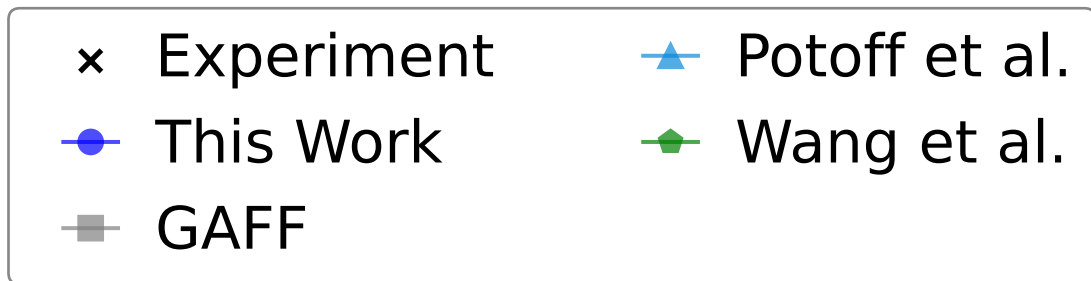 Experiment
This Work
GAFF
Potoff et al.
Wang et al.